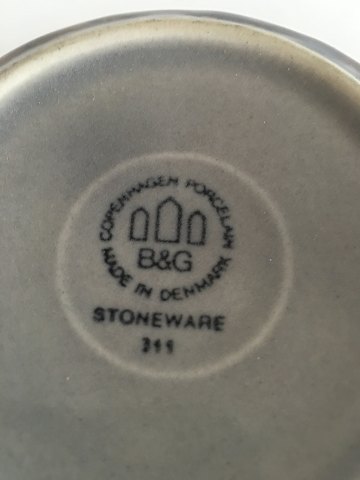 COPENHAGEN PORCELAIN
B&G
MADE IN DENMARK
STONEWARE
311